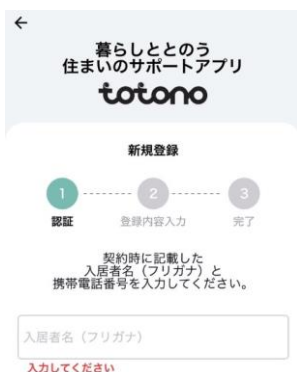 ←
暮らしととのう
住まいのサポートアプリ
totono
新規登録
1 2 3
認証 登録内容入力 完了
契約時に記載した
入居者名（フリガナ）と
携帯電話番号を入力してください。
入居者名（フリガナ）
入力してください